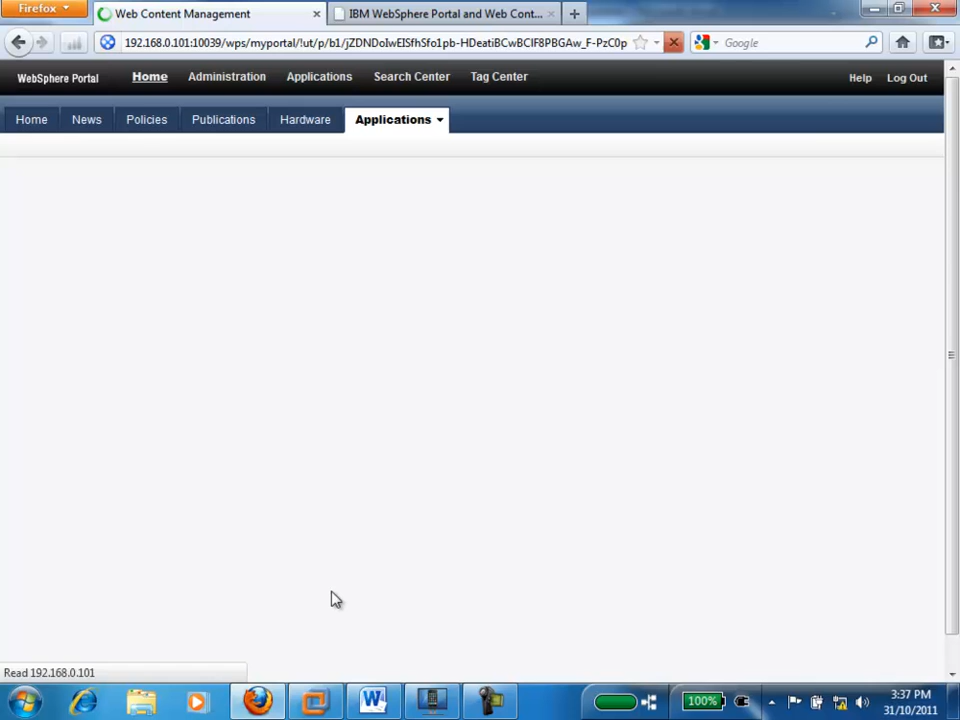 Firefox
Web Content Management
IBM WebSphere Portal and Web Cont...
192.168.0.101:10039/wps/myportal/!ut/p/b1/jZDNDoIwEISfhSfo1pb-HDeatiBCwBClF8PBGAw_F-PzC0p
Google
WebSphere Portal
Home
Administration
Applications
Search Center
Tag Center
Help
Log Out
Home
News
Policies
Publications
Hardware
Applications
Read 192.168.0.101
100%
3:37 PM
31/10/2011